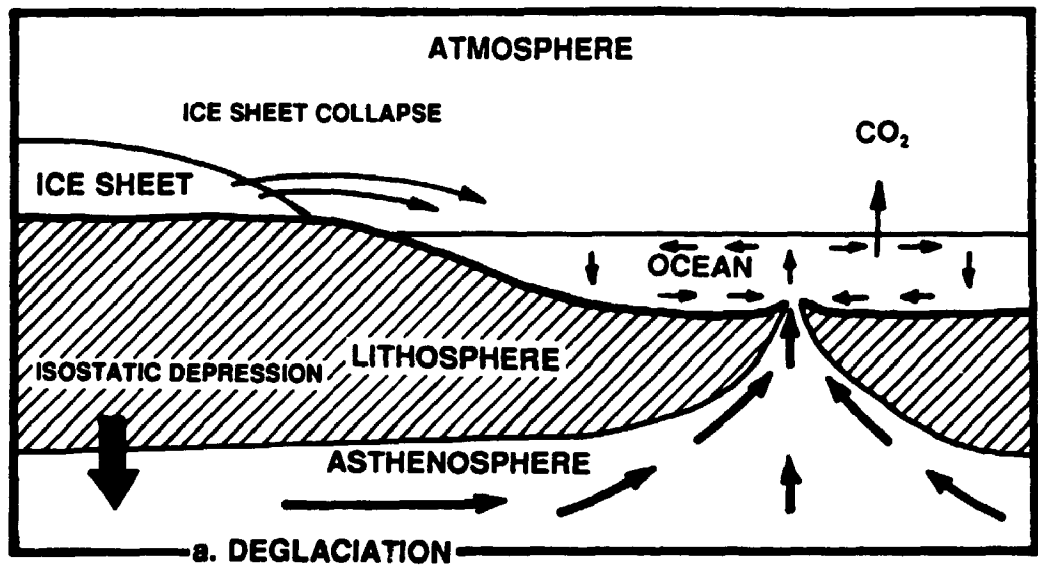 ATMOSPHERE
ICE SHEET COLLAPSE
CO₂
ICE SHEET
OCEAN
LITHOSPHERE
ISOSTATIC DEPRESSION
ASTHENOSPHERE
a. DEGLACIATION